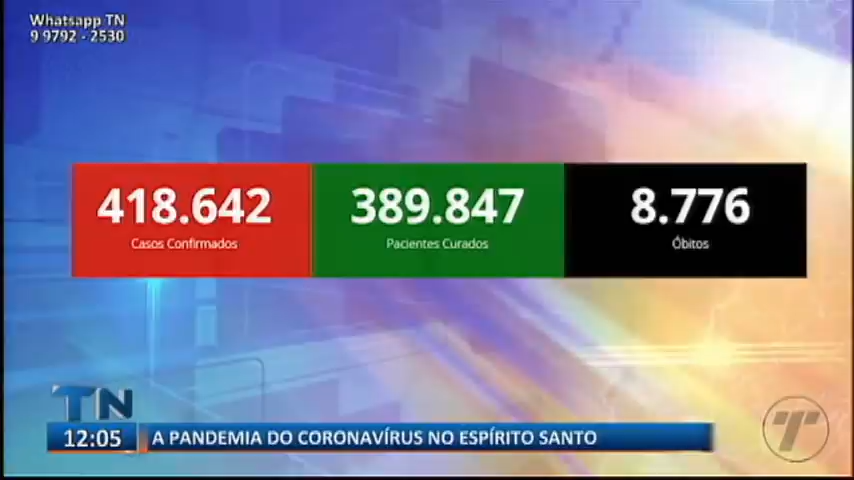 Whatsapp TN
9 9792 - 2530
418.642
Casos Confirmados
389.847
Pacientes Curados
8.776
Óbitos
TN
12:05
A PANDEMIA DO CORONAVÍRUS NO ESPÍRITO SANTO
T